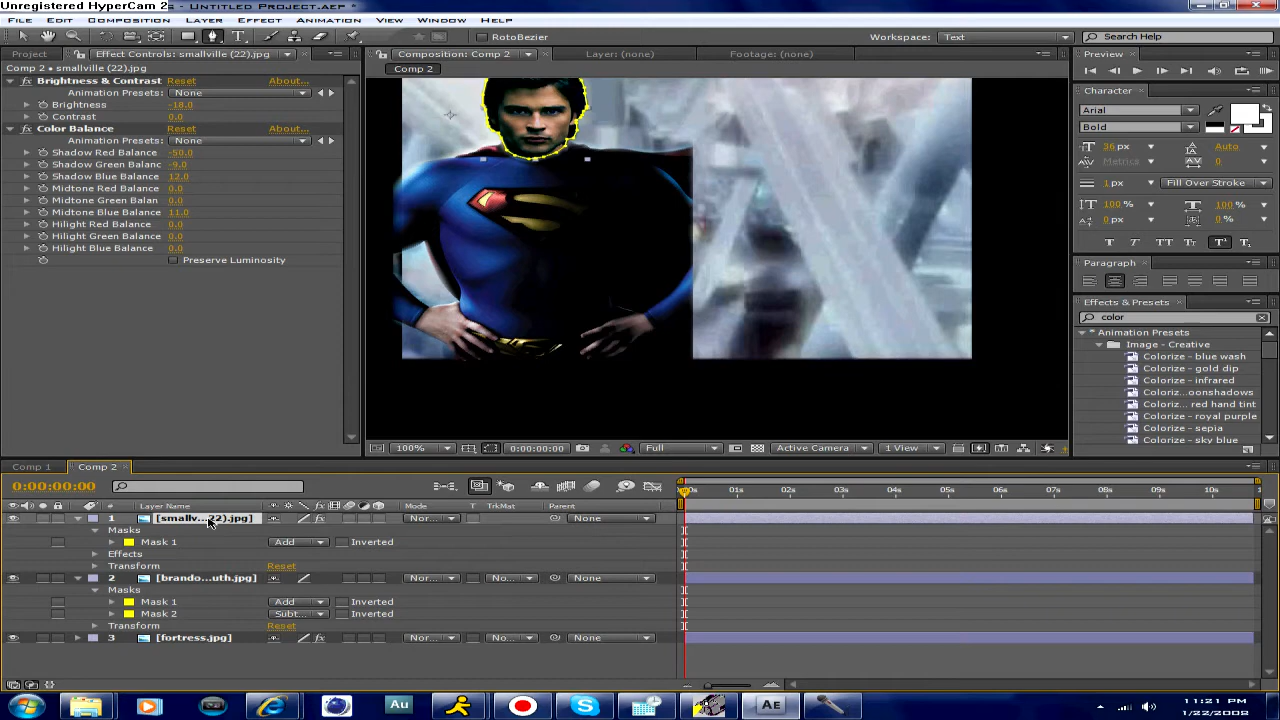 Unregistered HyperCam 2
- Untitled Project.aep *
File Edit Composition Layer Effect Animation View Window Help
RotoBezier
Workspace: Text
Search Help
Project Effect Controls: smallville (22).jpg
Comp 2 • smallville (22).jpg
Brightness & Contrast Reset About...
Animation Presets: None
Brightness -18.0
Contrast 0.0
Color Balance Reset About...
Animation Presets: None
Shadow Red Balance -50.0
Shadow Green Balanc -9.0
Shadow Blue Balance 12.0
Midtone Red Balance 0.0
Midtone Green Balan 0.0
Midtone Blue Balance 11.0
Hilight Red Balance 0.0
Hilight Green Balance 0.0
Hilight Blue Balance 0.0
Preserve Luminosity
Composition: Comp 2 Layer: (none) Footage: (none)
Comp 2
100% 0:00:00:00 Full Active Camera 1 View
Preview
Character
Arial
Bold
36 px Auto
Metrics 0
1 px Fill Over Stroke
100 % 100 %
0 px 0 %
Paragraph
Effects & Presets
color
Animation Presets
Image - Creative
Colorize - blue wash
Colorize - gold dip
Colorize - infrared
Coloriz...oonshadows
Coloriz... red hand tint
Colorize - royal purple
Colorize - sepia
Colorize - sky blue
Comp 1 Comp 2
0:00:00:00
# Layer Name Mode T TrkMat Parent
1 [smallv...22).jpg] Nor... None
Masks
Mask 1 Add Inverted
Effects
Transform Reset
2 [brando...uth.jpg] Nor... No... None
Masks
Mask 1 Add Inverted
Mask 2 Subt... Inverted
Transform Reset
3 [fortress.jpg] Nor... No... None
01s 02s 03s 04s 05s 06s 07s 08s 09s 10s
Au
Ae
11:21 PM
1/22/2008